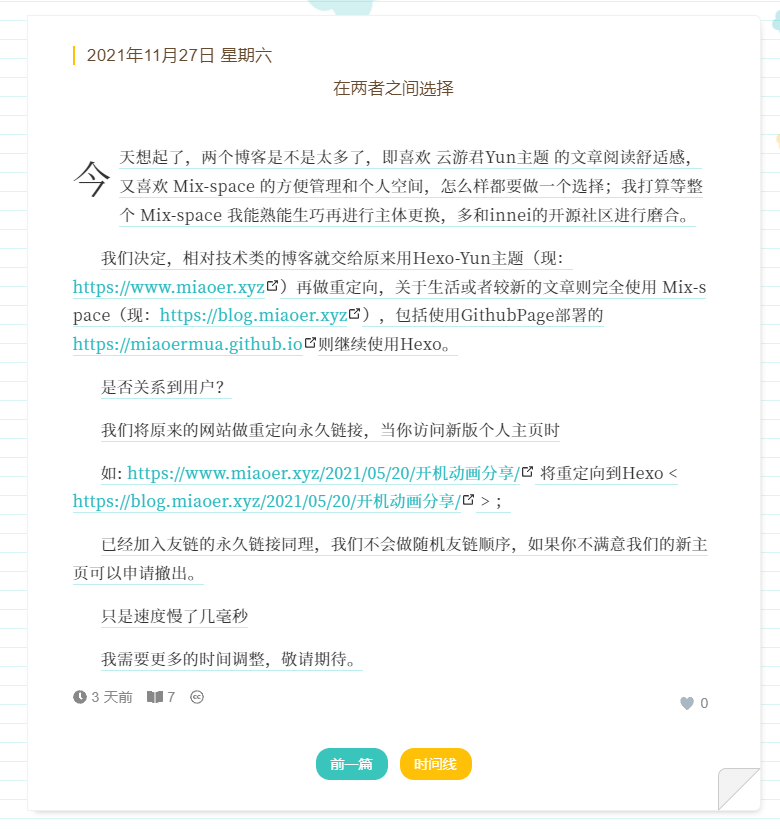 2021年11月27日 星期六
在两者之间选择
今天想起了，两个博客是不是太多了，即喜欢 云游君Yun主题 的文章阅读舒适感，
又喜欢 Mix-space 的方便管理和个人空间，怎么样都要做一个选择；我打算等整
个 Mix-space 我能熟能生巧再进行主体更换，多和innei的开源社区进行磨合。
我们决定，相对技术类的博客就交给原来用Hexo-Yun主题（现：
https://www.miaoer.xyz）再做重定向，关于生活或者较新的文章则完全使用 Mix-s
pace（现：https://blog.miaoer.xyz），包括使用GithubPage部署的
https://miaoermua.github.io则继续使用Hexo。
是否关系到用户？
我们将原来的网站做重定向永久链接，当你访问新版个人主页时
如: https://www.miaoer.xyz/2021/05/20/开机动画分享/ 将重定向到Hexo <
https://blog.miaoer.xyz/2021/05/20/开机动画分享/ > ；
已经加入友链的永久链接同理，我们不会做随机友链顺序，如果你不满意我们的新主
页可以申请撤出。
只是速度慢了几毫秒
我需要更多的时间调整，敬请期待。
3 天前 7 cc
0
前一篇 时间线